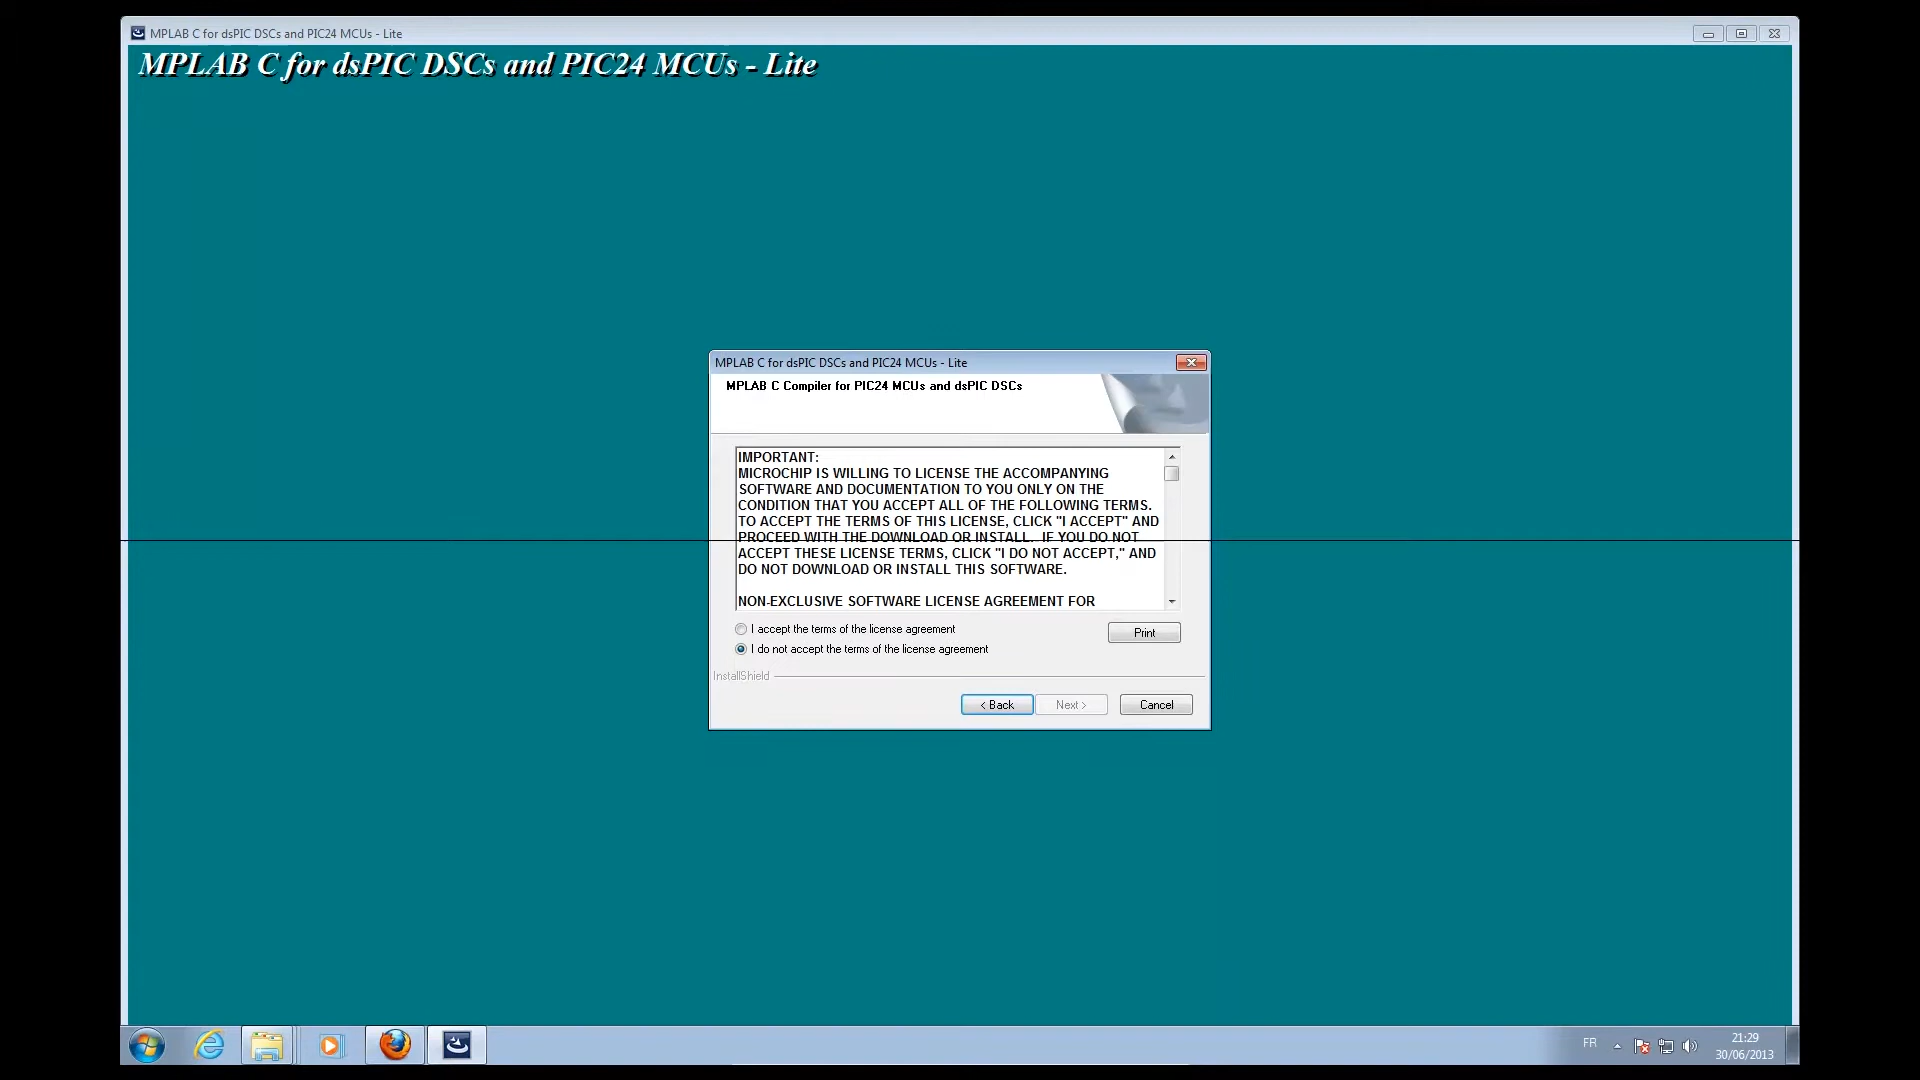 MPLAB C for dsPIC DSCs and PIC24 MCUs - Lite
MPLAB C for dsPIC DSCs and PIC24 MCUs - Lite
MPLAB C for dsPIC DSCs and PIC24 MCUs - Lite
MPLAB C Compiler for PIC24 MCUs and dsPIC DSCs
IMPORTANT:
MICROCHIP IS WILLING TO LICENSE THE ACCOMPANYING
SOFTWARE AND DOCUMENTATION TO YOU ONLY ON THE
CONDITION THAT YOU ACCEPT ALL OF THE FOLLOWING TERMS.
TO ACCEPT THE TERMS OF THIS LICENSE, CLICK "I ACCEPT" AND
PROCEED WITH THE DOWNLOAD OR INSTALL. IF YOU DO NOT
ACCEPT THESE LICENSE TERMS, CLICK "I DO NOT ACCEPT," AND
DO NOT DOWNLOAD OR INSTALL THIS SOFTWARE.
NON-EXCLUSIVE SOFTWARE LICENSE AGREEMENT FOR
I accept the terms of the license agreement
Print
I do not accept the terms of the license agreement
InstallShield
< Back
Next >
Cancel
FR
21:29
30/06/2013